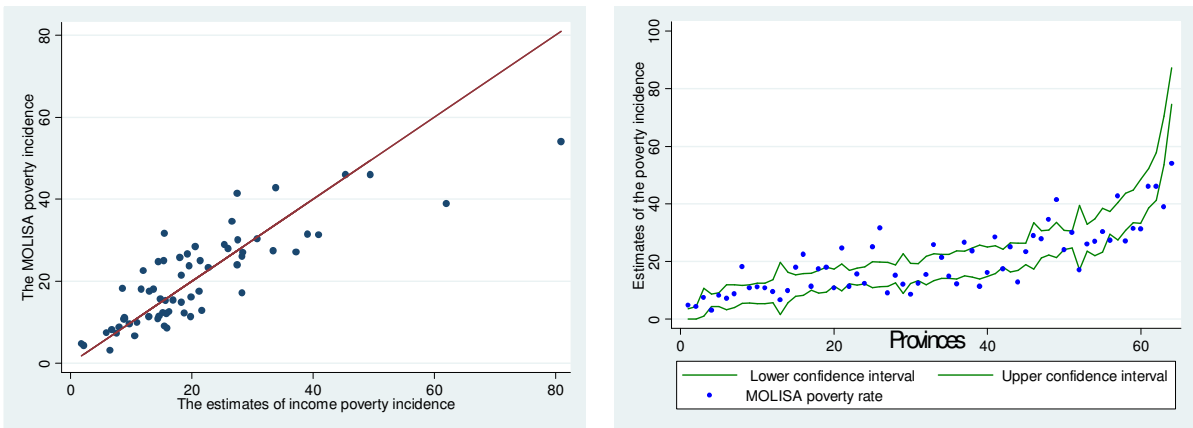 The MOLISA poverty incidence
80
60
40
20
0
0 20 40 60 80
The estimates of income poverty incidence
Estimates of the poverty incidence
100
80
60
40
20
0
0 20 40 60
Provinces
Lower confidence interval Upper confidence interval
MOLISA poverty rate